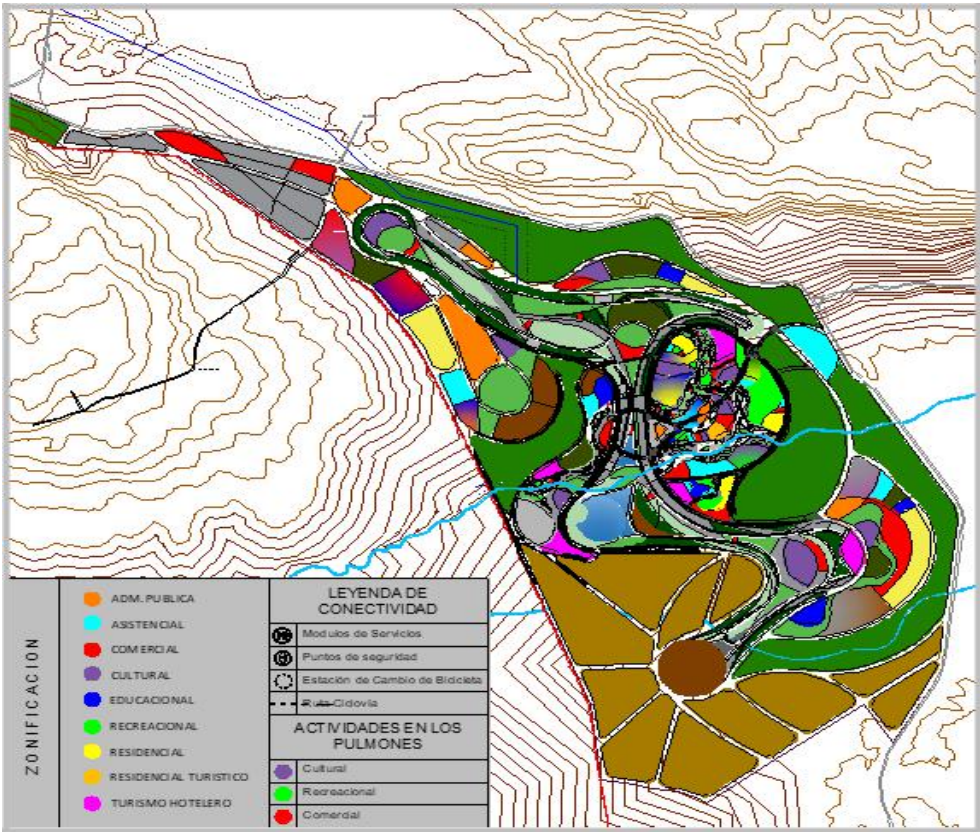 ZONIFICACION
ADM. PUBLICA
ASISTENCIAL
COMERCIAL
CULTURAL
EDUCACIONAL
RECREACIONAL
RESIDENCIAL
RESIDENCIAL TURISTICO
TURISMO HOTELERO
LEYENDA DE
CONECTIVIDAD
Modulos de Servicios
Puntos de seguridad
Estación de Cambio de Bicicleta
Ruta Ciclovia
ACTIVIDADES EN LOS
PULMONES
Cultural
Recreacional
Comercial